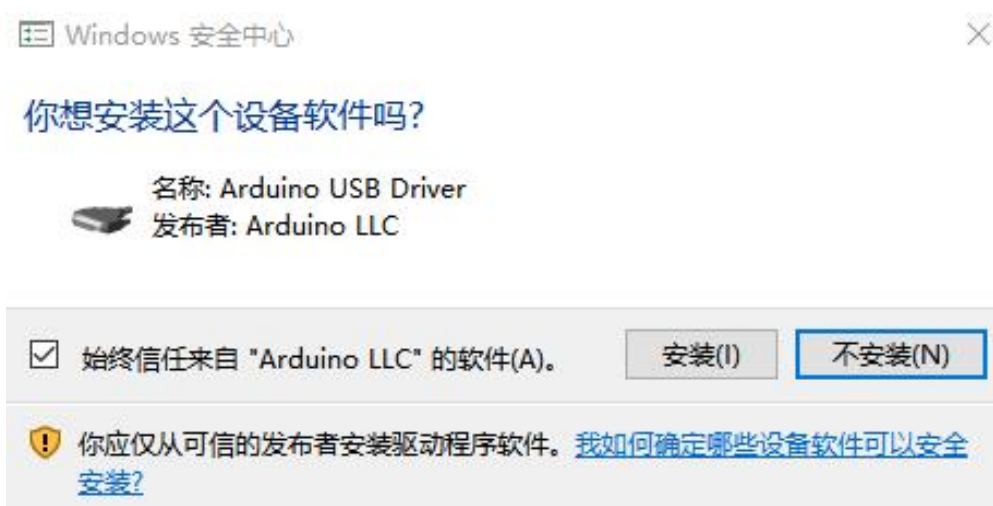 Windows 安全中心
你想安装这个设备软件吗?
名称: Arduino USB Driver
发布者: Arduino LLC
始终信任来自 "Arduino LLC" 的软件(A)。
安装(I)
不安装(N)
你应仅从可信的发布者安装驱动程序软件。我如何确定哪些设备软件可以安全
安装?